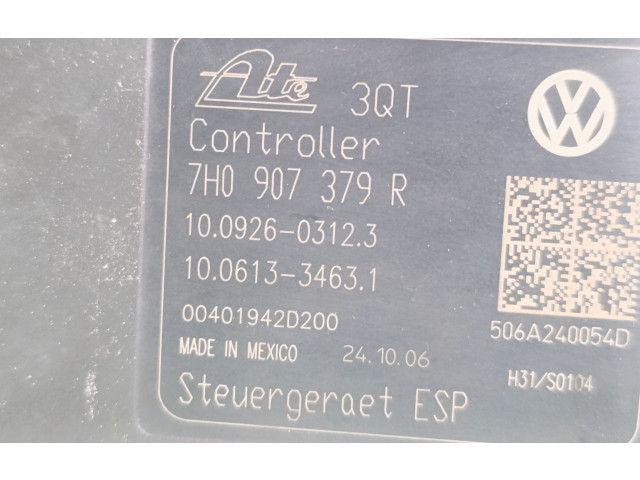 Ate 3QT
Controller
7H0 907 379 R
10.0926-0312.3
10.0613-3463.1
00401942D200
506A240054D
MADE IN MEXICO 24.10.06
H31/S0104
Steuergeraet ESP